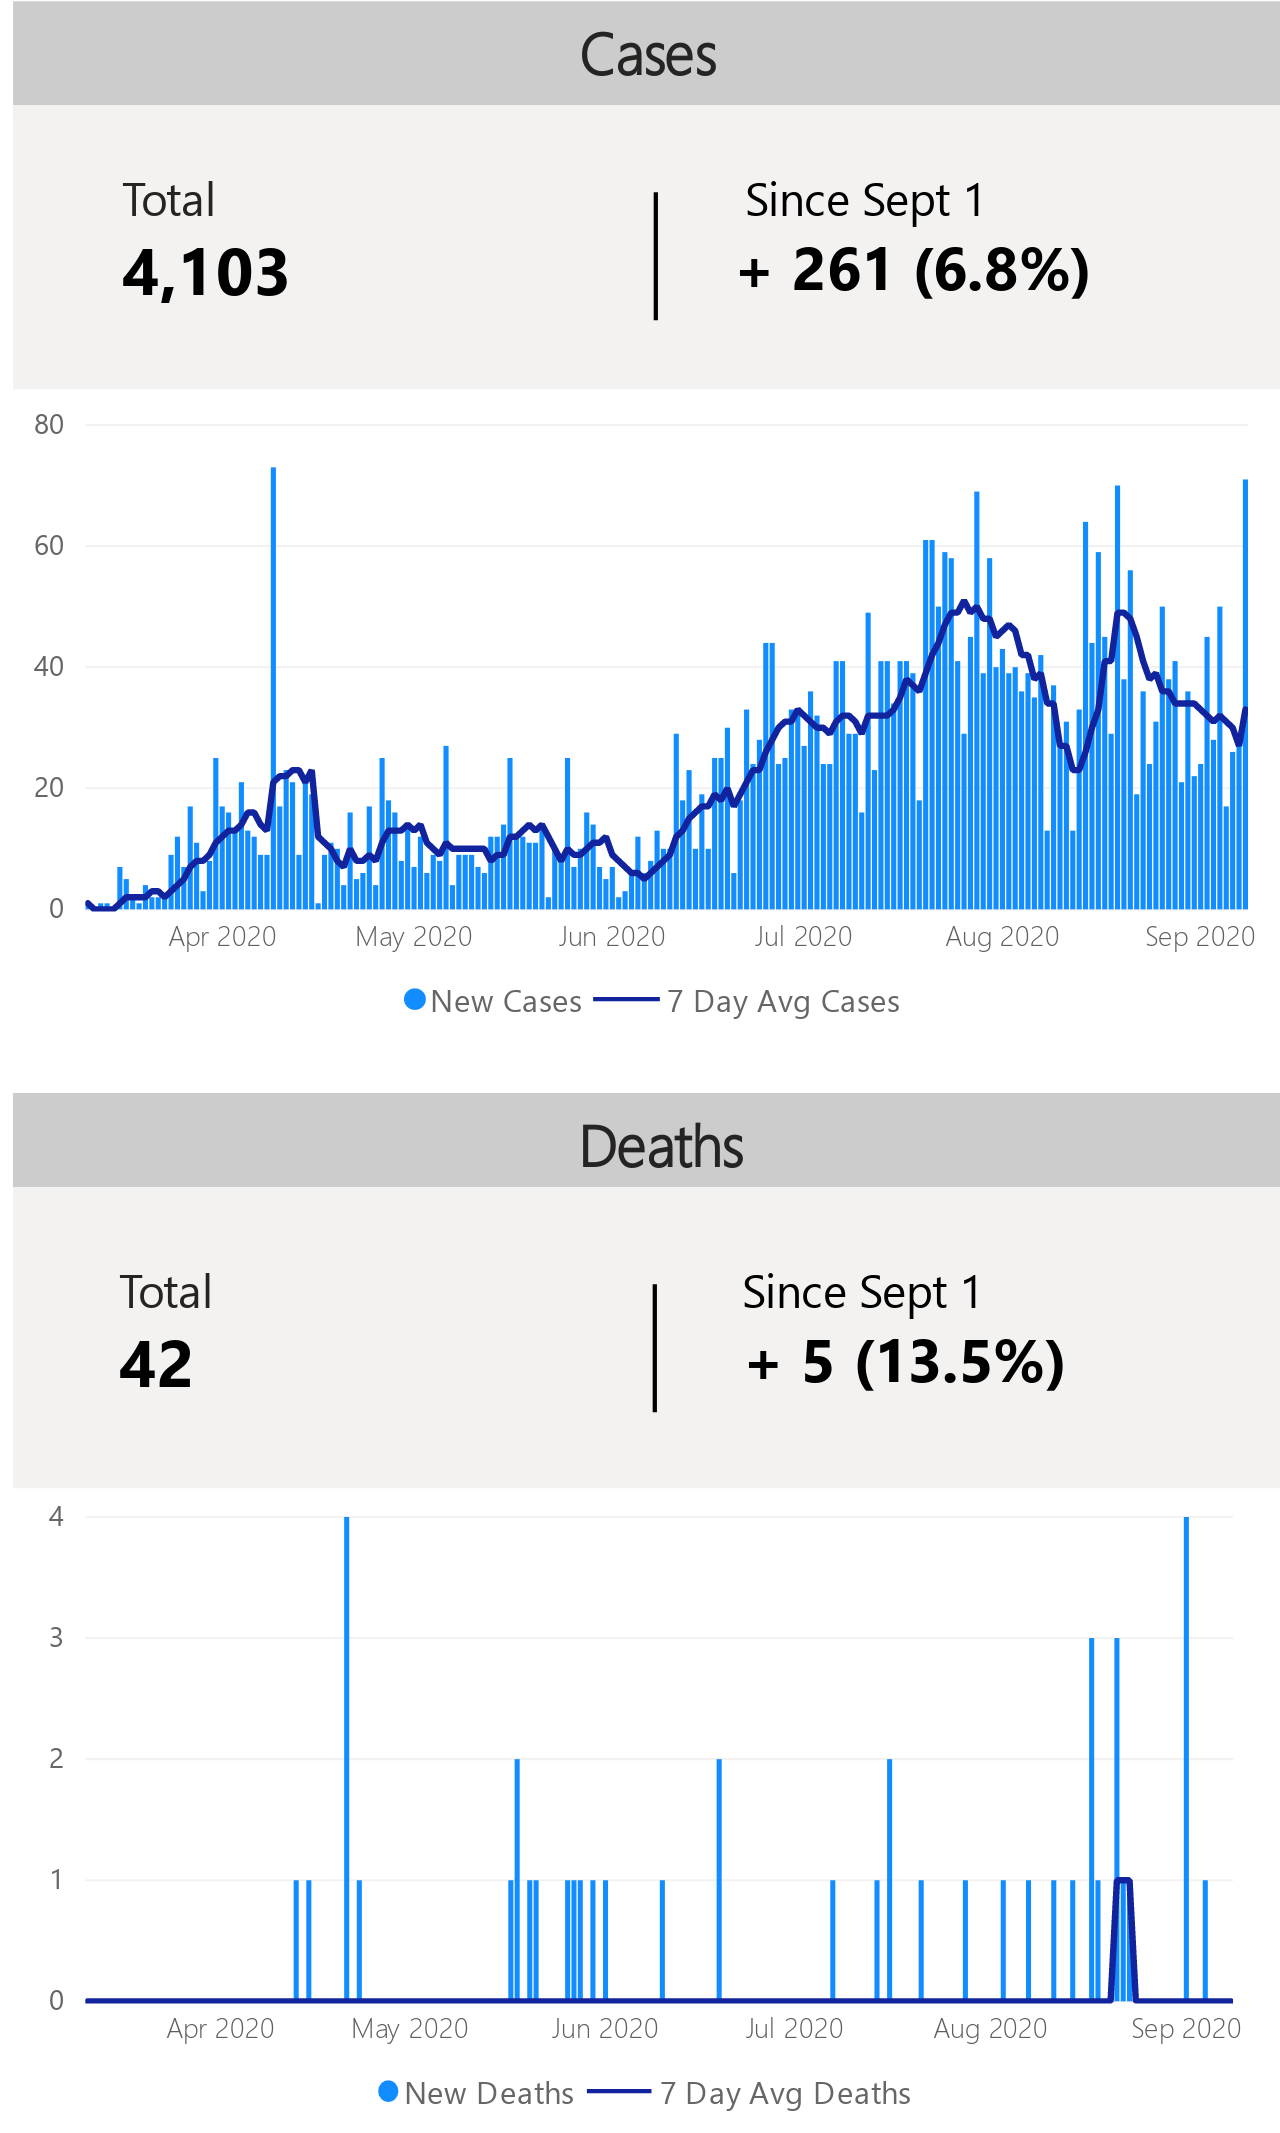 Cases
Total
Since Sept 1
4,103
+ 261 (6.8%)
80
60
40
20
0
Apr 2020
May 2020
Jun 2020
Jul 2020
Aug 2020
Sep 2020
New Cases
7 Day Avg Cases
Deaths
Total
Since Sept 1
42
+ 5 (13.5%)
4
3
2
1
0
Apr 2020
May 2020
Jun 2020
Jul 2020
Aug 2020
Sep 2020
New Deaths
7 Day Avg Deaths